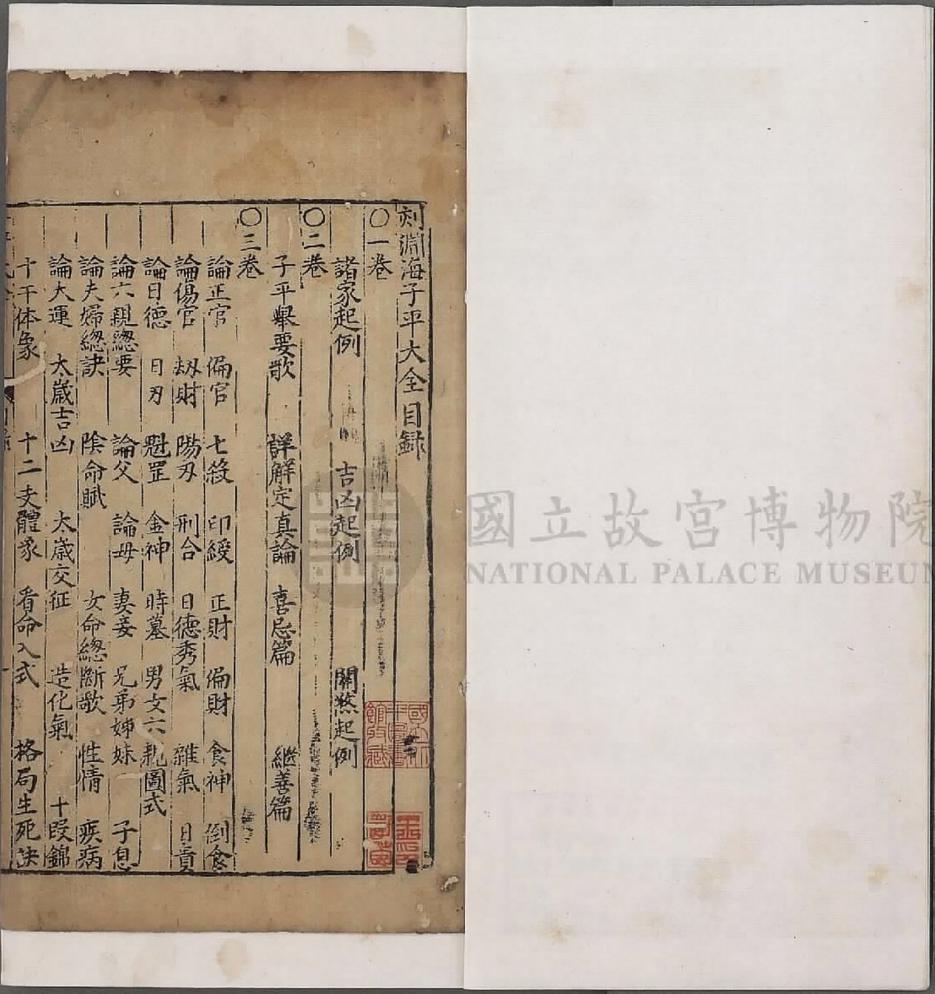 刻淵海子平大全目録
〇一卷
諸家起例 吉凶起例 關煞起例
〇二卷
子平舉要歌 詳解定真論 喜忌篇 継善篇
〇三卷
論正官 偏官 七殺 印綬 正財 偏財 食神 倒食
論傷官 刼財 陽刃 刑合 日德秀氣 雜氣 日貴
論日德 日刃 魁罡 金神 時墓 男女六親圖式
論六親緫要 論父 論母 妻妾 兄弟姊妹 子息
論夫婦緫訣 陰命賦 女命緫斷歌 性情 疾病
論大運 太歲吉凶 太歲交征 造化氣 十段錦
十干体象 十二支體象 看命入式 格局生死訣
國立故宮博物院
NATIONAL PALACE MUSEUM